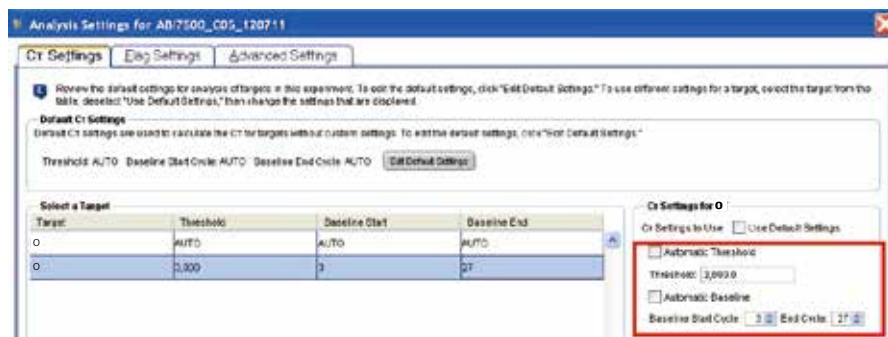 Analysis Settings for ABI7500_CDS_120711
CT Settings Flag Settings Advanced Settings
Review the default settings for analysis of targets in this experiment. To edit the default settings, click "Edit Default Settings." To use different settings for a target, select the target from the
table, deselect "Use Default Settings," then change the settings that are displayed.
Default CT Settings
Default CT settings are used to calculate the CT for targets without custom settings. To edit the default settings, click "Edit Default Settings."
Threshold: AUTO Baseline Start Cycle: AUTO Baseline End Cycle: AUTO Edit Default Settings
Select a Target
Target Threshold Baseline Start Baseline End
O AUTO AUTO AUTO
O 3,000 3 27
CT Settings for O
CT Settings to Use: Use Default Settings
Automatic Threshold
Threshold:
Automatic Baseline
Baseline Start Cycle: 3 End Cycle: 27